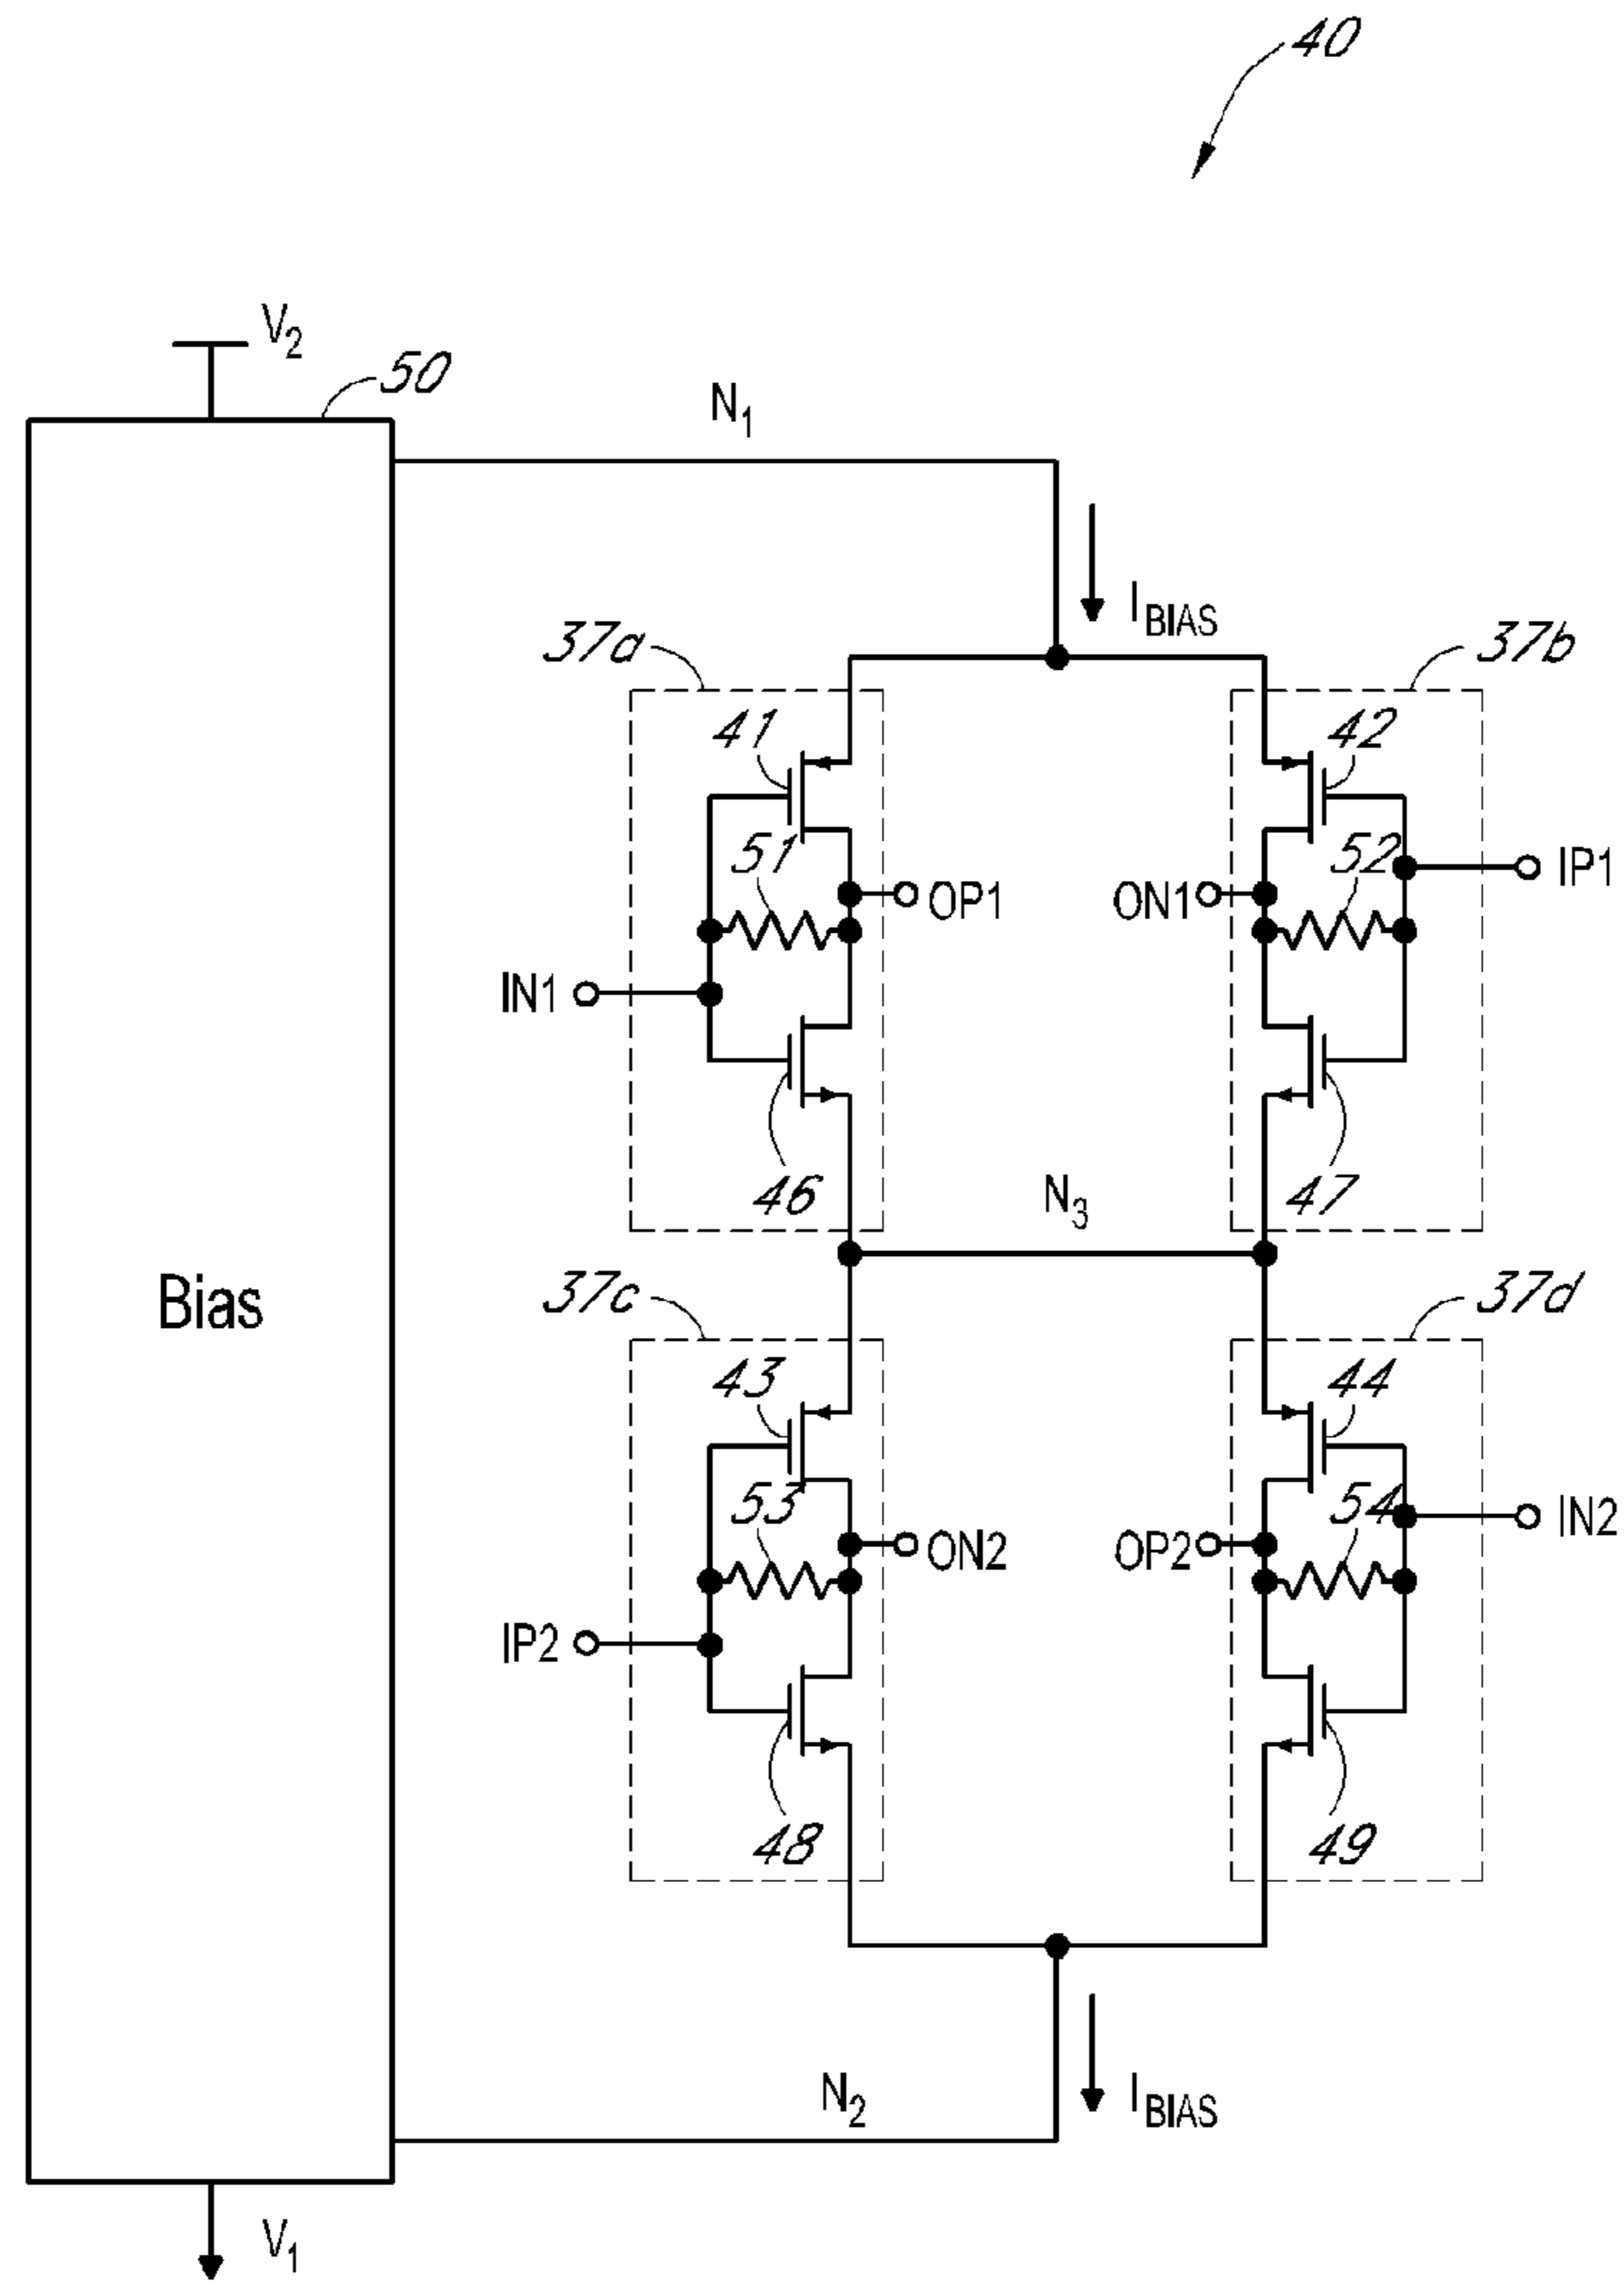 40
V2
50
N1
IBIAS
37a
37b
41
42
51
52
IP1
OP1
ON1
IN1
46
47
N3
37c
37d
Bias
43
44
53
54
IN2
ON2
OP2
IP2
48
49
N2
IBIAS
V1